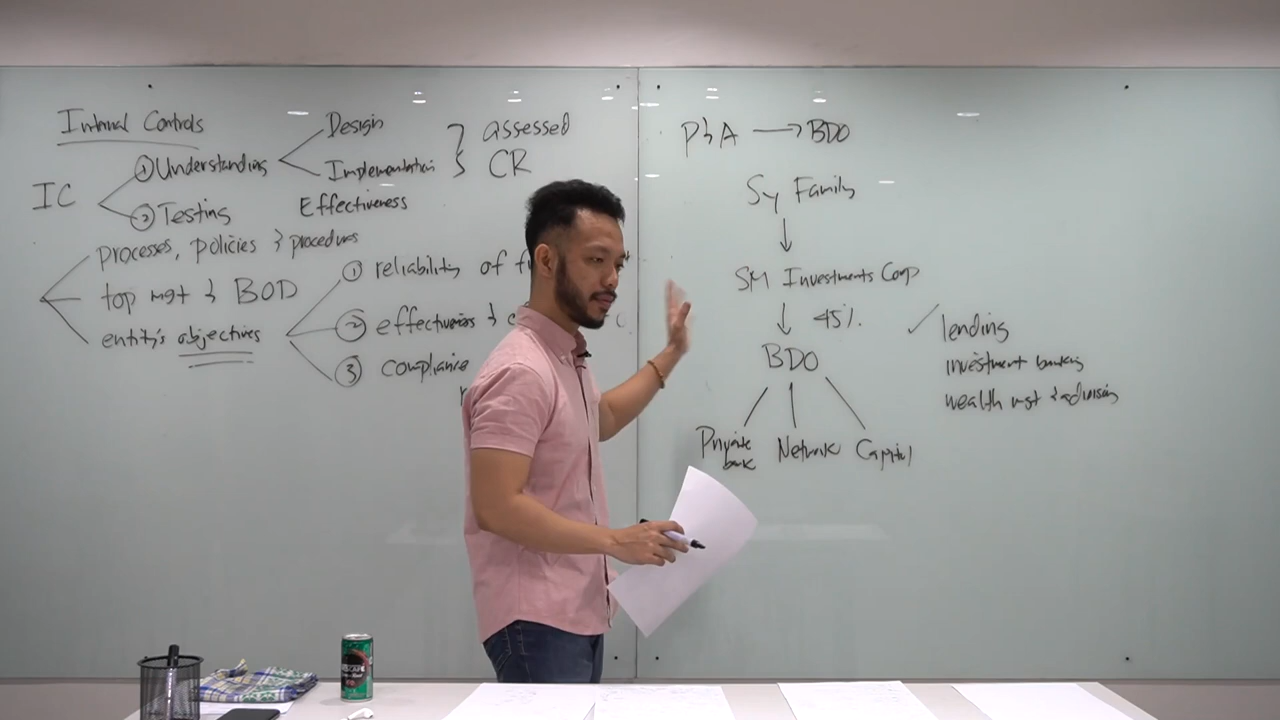 Internal Controls
IC
① Understanding
Design
Implementation
assessed
CR
② Testing
Effectiveness
processes, policies & procedures
top mgt & BOD
entity's objectives
① reliability of
② effectiveness &
③ compliance
P&A → BDO
Sy Family
SM Investments Corp
45%
BDO
Private bank
Network
Capital
✓ lending
investment banking
wealth mgt & advising